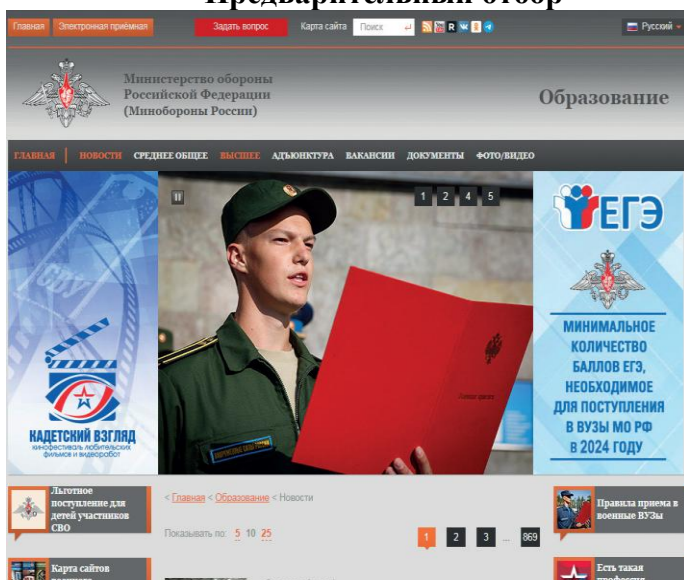 Предварительный отбор
Главная Электронная приёмная Задать вопрос Карта сайта Поиск Русский
Министерство обороны
Российской Федерации
(Минобороны России)
Образование
ГЛАВНАЯ НОВОСТИ СРЕДНЕЕ ОБЩЕЕ ВЫСШЕЕ АДЪЮНКТУРА ВАКАНСИИ ДОКУМЕНТЫ ФОТО/ВИДЕО
1 2 4 5
КАДЕТСКИЙ ВЗГЛЯД
кинофестиваль любительских
фильмов и видеоработ
ЕГЭ
МИНИМАЛЬНОЕ
КОЛИЧЕСТВО
БАЛЛОВ ЕГЭ,
НЕОБХОДИМОЕ
ДЛЯ ПОСТУПЛЕНИЯ
В ВУЗЫ МО РФ
В 2024 ГОДУ
Льготное
поступление для
детей участников
СВО
< Главная < Образование < Новости
Показывать по: 5 10 25
1 2 3 ... 869
Правила приема в
военные ВУЗы
Карта сайтов
Есть такая